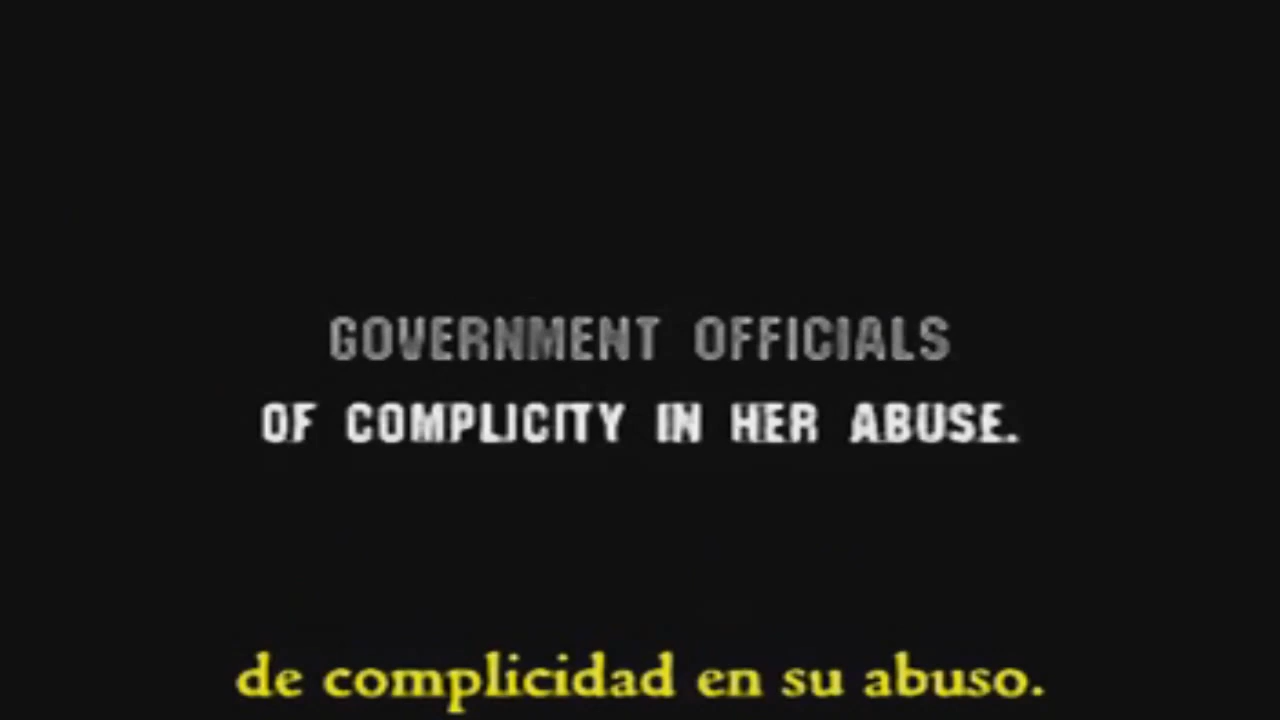 GOVERNMENT OFFICIALS
OF COMPLICITY IN HER ABUSE.
de complicidad en su abuso.